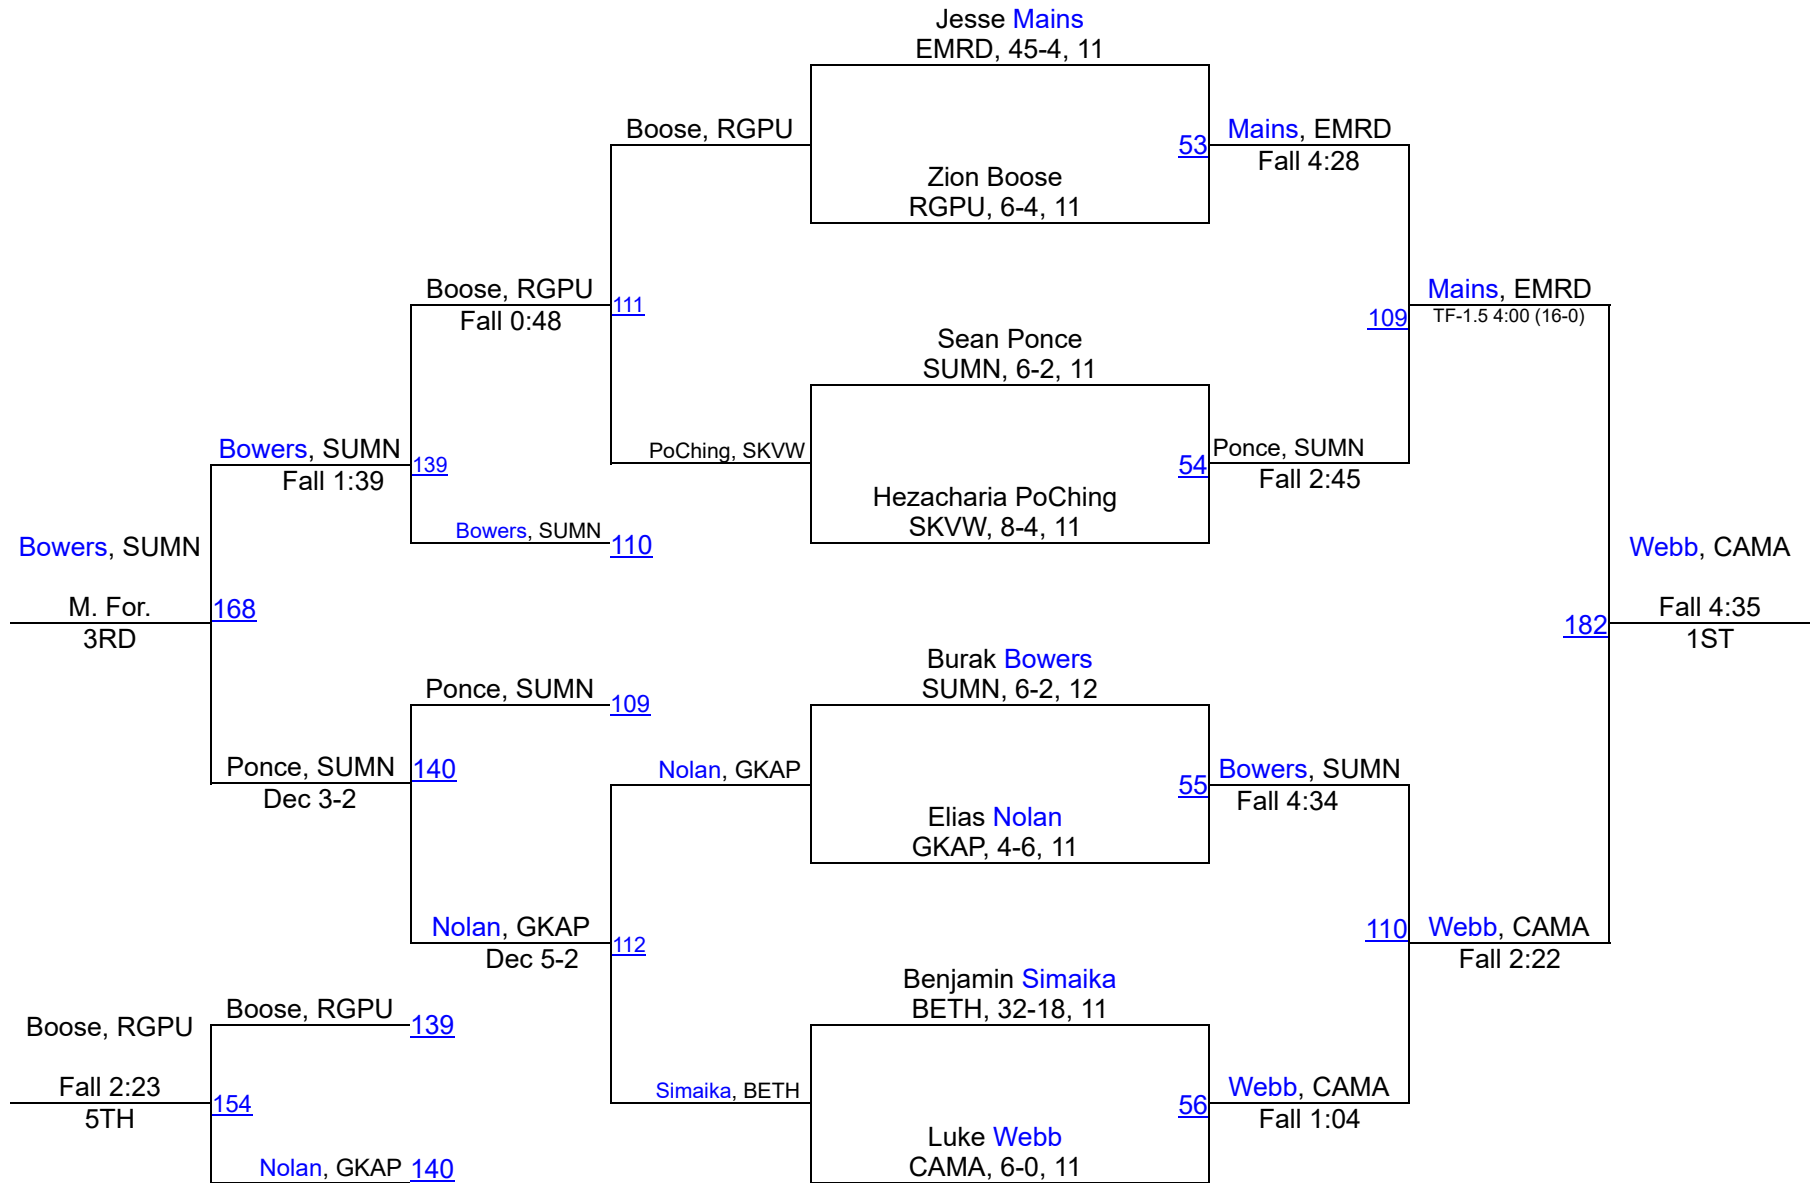 Jesse Mains
EMRD, 45-4, 11
Boose, RGPU
53
Mains, EMRD
Fall 4:28
Zion Boose
RGPU, 6-4, 11
Boose, RGPU
Fall 0:48
111
Mains, EMRD
TF-1.5 4:00 (16-0)
109
Sean Ponce
SUMN, 6-2, 11
Bowers, SUMN
Fall 1:39
139
PoChing, SKVW
54
Ponce, SUMN
Fall 2:45
Hezacharia PoChing
SKVW, 8-4, 11
Bowers, SUMN
110
Bowers, SUMN
M. For.
3RD
168
Webb, CAMA
Fall 4:35
1ST
182
Burak Bowers
SUMN, 6-2, 12
Ponce, SUMN
109
Ponce, SUMN
Dec 3-2
140
Nolan, GKAP
55
Bowers, SUMN
Fall 4:34
Elias Nolan
GKAP, 4-6, 11
Nolan, GKAP
Dec 5-2
112
110
Webb, CAMA
Fall 2:22
Benjamin Simaika
BETH, 32-18, 11
Boose, RGPU
139
Boose, RGPU
Fall 2:23
5TH
154
Simaika, BETH
56
Webb, CAMA
Fall 1:04
Luke Webb
CAMA, 6-0, 11
Nolan, GKAP
140